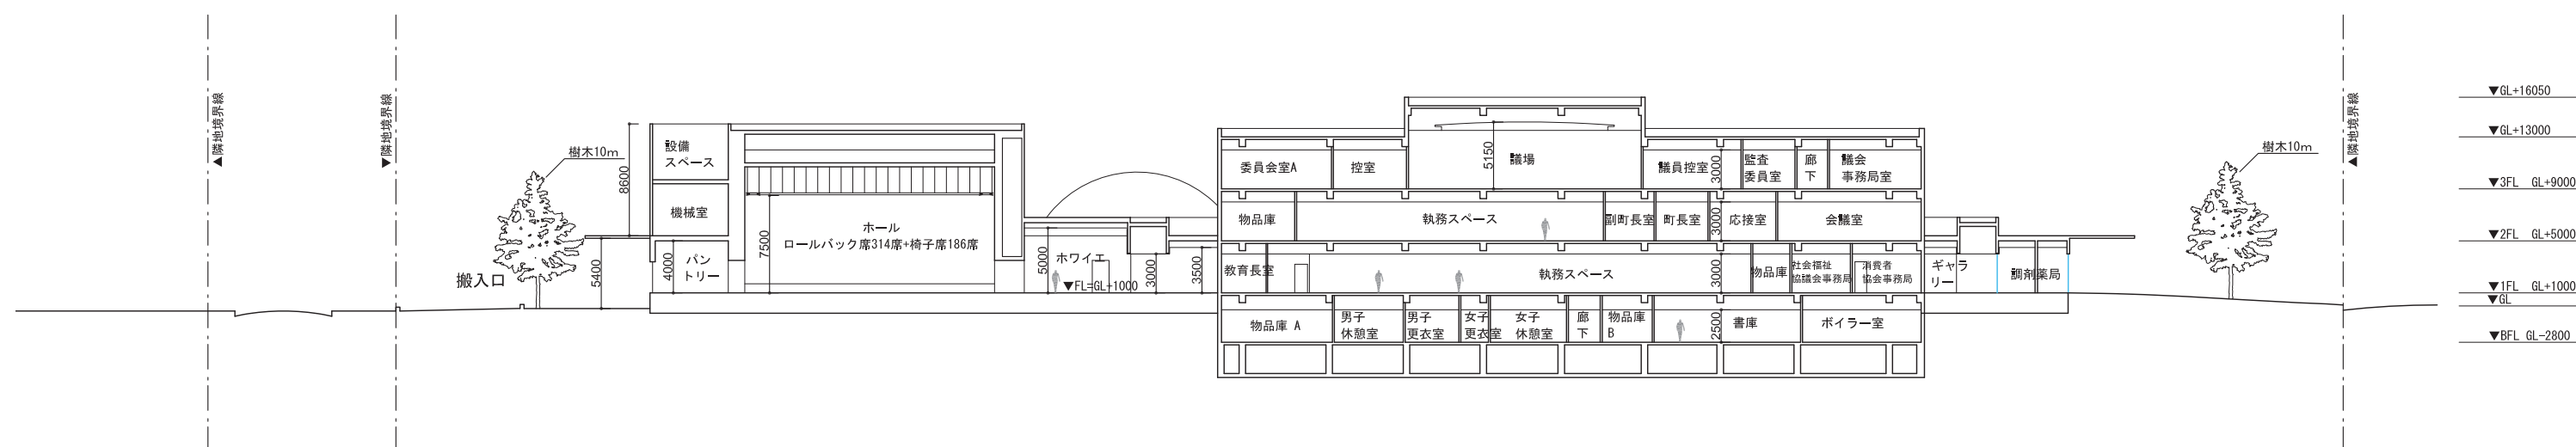 ▼隣地境界線
▼隣地境界線
▼隣地境界線
樹木10m
搬入口
5400
8600
4000
設備
スペース
機械室
パン
トリー
7500
ホール
ロールバック席314席+椅子席186席
5000
ホワイエ
▼FL=GL+1000
3000
3500
委員会室A
控室
5150
議場
議員控室
3000
監査
委員室
廊
下
議会
事務局室
物品庫
執務スペース
副町長室
町長室
3000
応接室
会議室
教育長室
執務スペース
3000
物品庫
社会福祉
協議会事務局
消費者
協会事務局
ギャラ
リー
調剤薬局
物品庫 A
男子
休憩室
男子
更衣室
女子
更衣室
女子
休憩室
廊
下
物品庫
B
2500
書庫
ボイラー室
樹木10m
▼GL+16050
▼GL+13000
▼3FL GL+9000
▼2FL GL+5000
▼1FL GL+1000
▼GL
▼BFL GL-2800